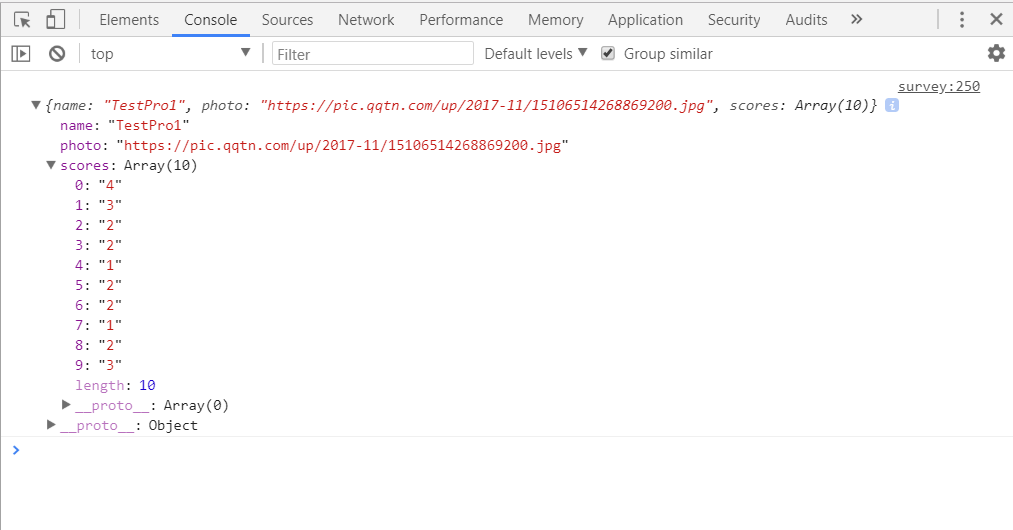 Elements Console Sources Network Performance Memory Application Security Audits
top Filter Default levels Group similar
survey:250
{name: "TestPro1", photo: "https://pic.qqtn.com/up/2017-11/15106514268869200.jpg", scores: Array(10)}
name: "TestPro1"
photo: "https://pic.qqtn.com/up/2017-11/15106514268869200.jpg"
scores: Array(10)
0: "4"
1: "3"
2: "2"
3: "2"
4: "1"
5: "2"
6: "2"
7: "1"
8: "2"
9: "3"
length: 10
__proto__: Array(0)
__proto__: Object